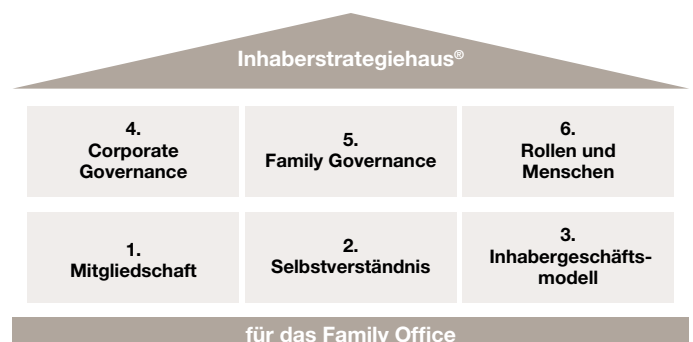 Inhaberstrategiehaus®
4.
Corporate
Governance
5.
Family Governance
6.
Rollen und
Menschen
1.
Mitgliedschaft
2.
Selbstverständnis
3.
Inhabergeschäfts-
modell
für das Family Office